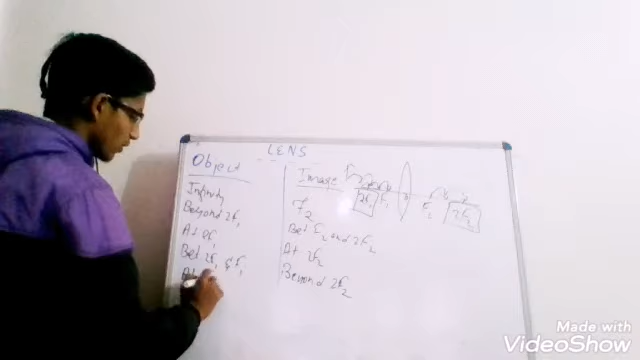 LENS
Object
Infinity
Beyond 2F1
At 2F1
Bet 2F1 & F1
At
Image
F2
Bet F2 and 2F2
At 2F2
Beyond 2F2
2F1 F1 F2 2F2
Made with
VideoShow